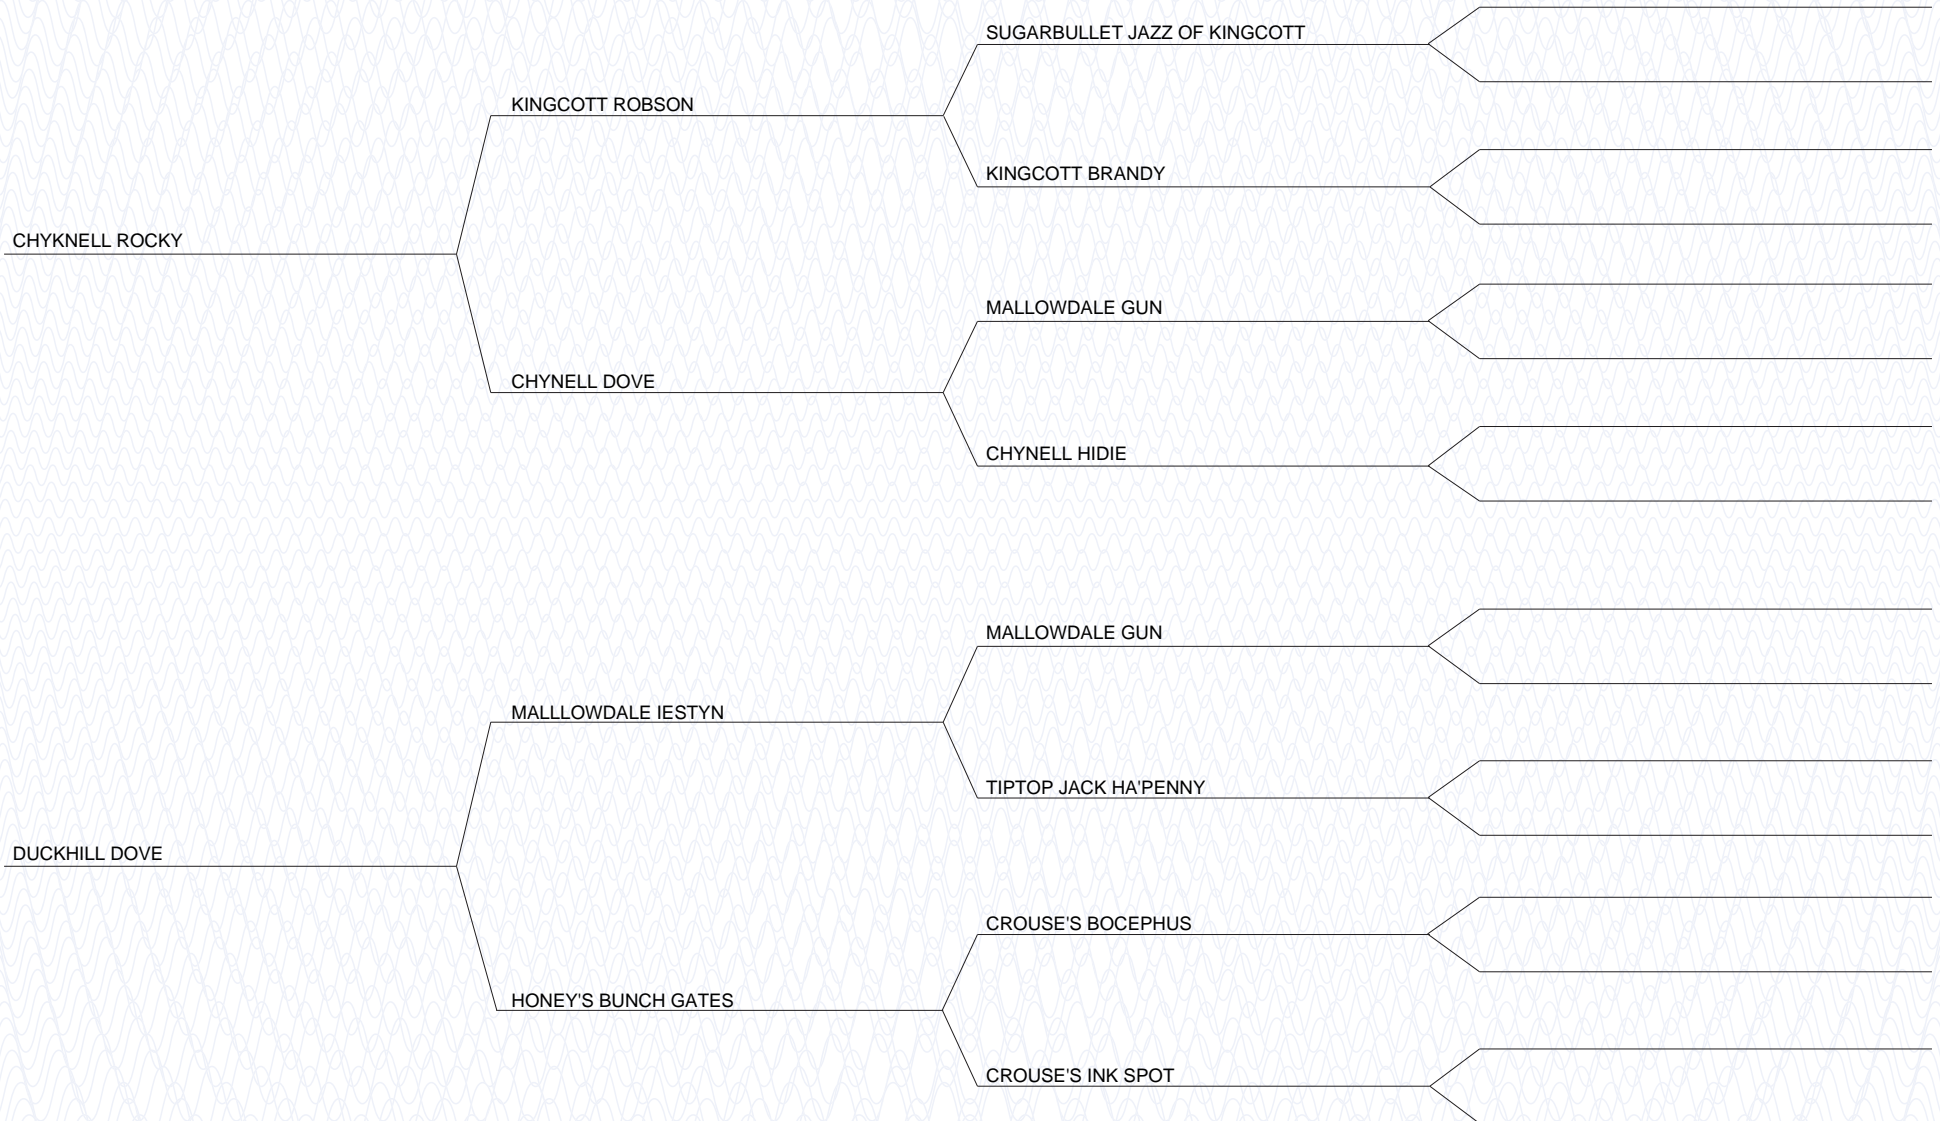 SUGARBULLET JAZZ OF KINGCOTT
KINGCOTT ROBSON
KINGCOTT BRANDY
CHYKNELL ROCKY
MALLOWDALE GUN
CHYNELL DOVE
CHYNELL HIDIE
MALLOWDALE GUN
MALLLOWDALE IESTYN
TIPTOP JACK HA'PENNY
DUCKHILL DOVE
CROUSE'S BOCEPHUS
HONEY'S BUNCH GATES
CROUSE'S INK SPOT